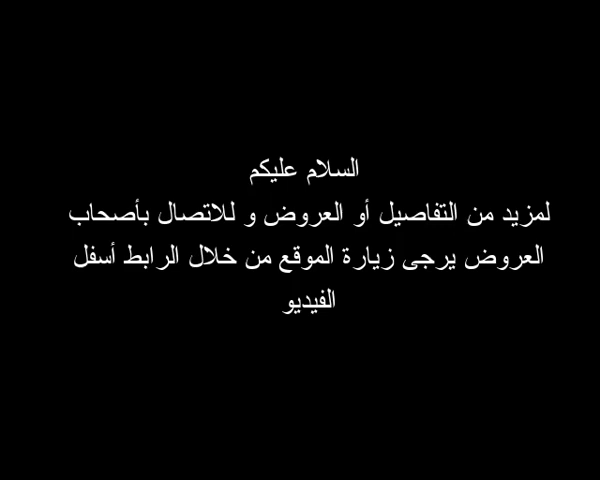 السلام عليكم
لمزيد من التفاصيل أو العروض و للاتصال بأصحاب
العروض يرجى زيارة الموقع من خلال الرابط أسفل
الفيديو